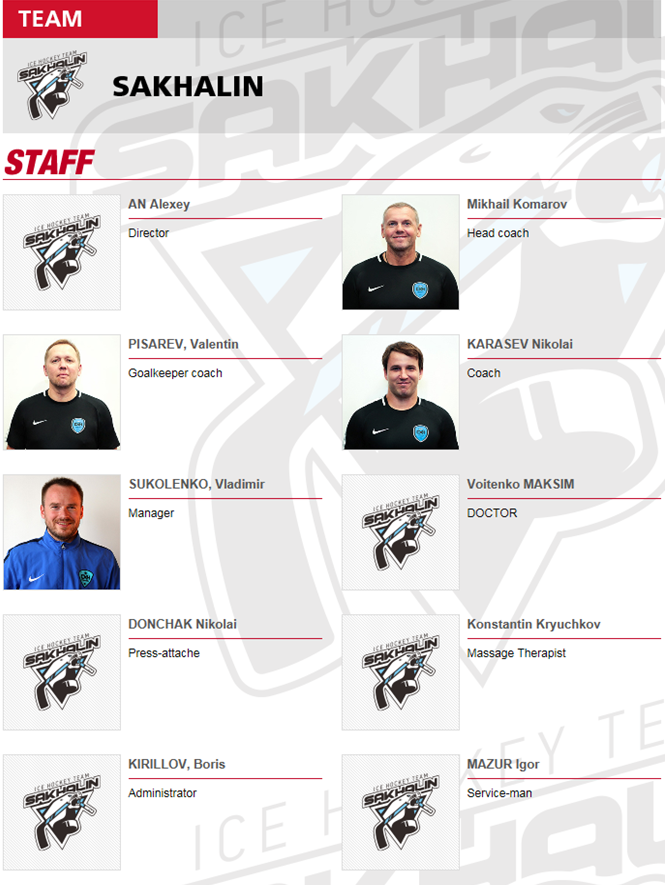 TEAM
ICE HOCKEY TEAM
SAKHALIN
SAKHALIN
STAFF
ICE HOCKEY TEAM
SAKHALIN
AN Alexey
Director
Mikhail Komarov
Head coach
PISAREV, Valentin
Goalkeeper coach
KARASEV Nikolai
Coach
SUKOLENKO, Vladimir
Manager
ICE HOCKEY TEAM
SAKHALIN
Voitenko MAKSIM
DOCTOR
ICE HOCKEY TEAM
SAKHALIN
DONCHAK Nikolai
Press-attache
ICE HOCKEY TEAM
SAKHALIN
Konstantin Kryuchkov
Massage Therapist
ICE HOCKEY TEAM
SAKHALIN
KIRILLOV, Boris
Administrator
ICE HOCKEY TEAM
SAKHALIN
MAZUR Igor
Service-man